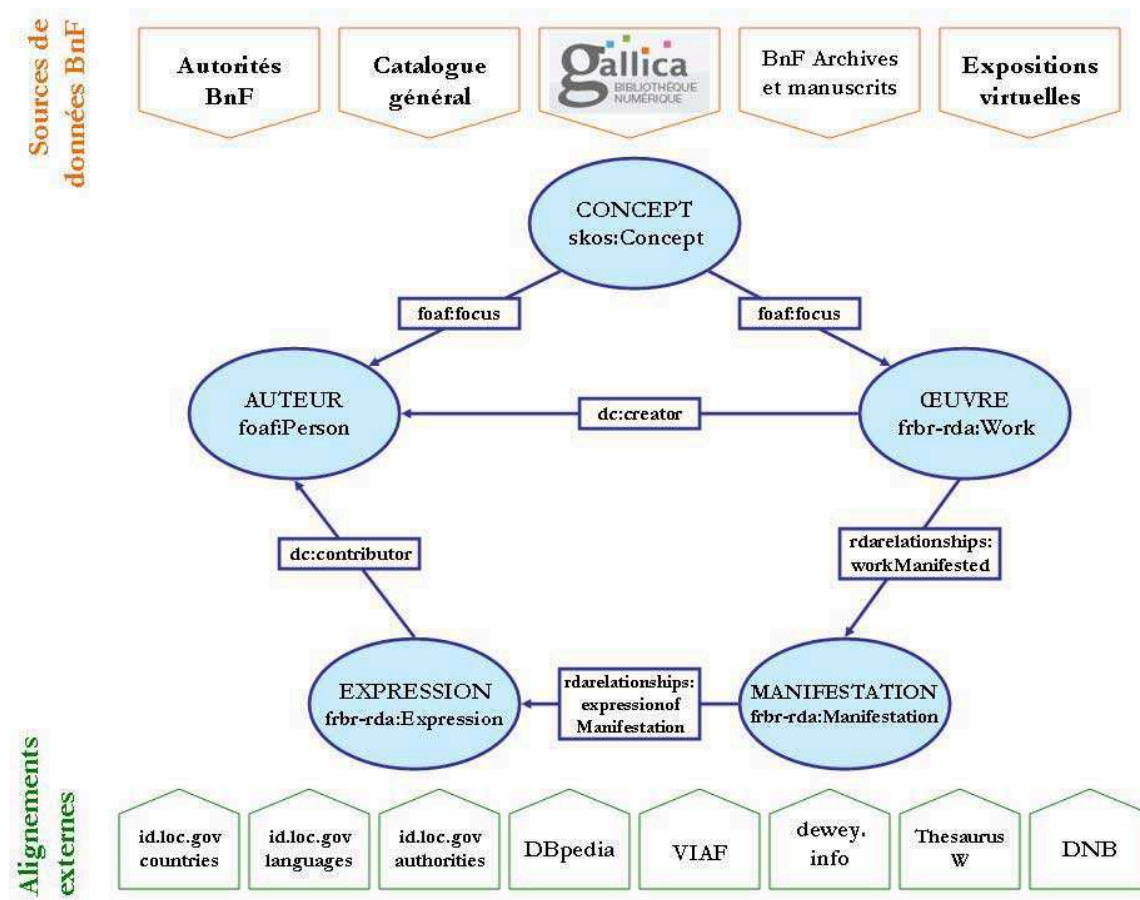 Sources de
données BnF
Autorités
BnF
Catalogue
général
gallica
BIBLIOTHÈQUE
NUMÉRIQUE
BnF Archives
et manuscrits
Expositions
virtuelles
CONCEPT
skos:Concept
foaf:focus
foaf:focus
AUTEUR
foaf:Person
dc:creator
ŒUVRE
frbr-rda:Work
dc:contributor
rdarelationships:
workManifested
EXPRESSION
frbr-rda:Expression
rdarelationships:
expressionof
Manifestation
MANIFESTATION
frbr-rda:Manifestation
Alignements
externes
id.loc.gov
countries
id.loc.gov
languages
id.loc.gov
authorities
DBpedia
VIAF
dewey.
info
Thesaurus
W
DNB